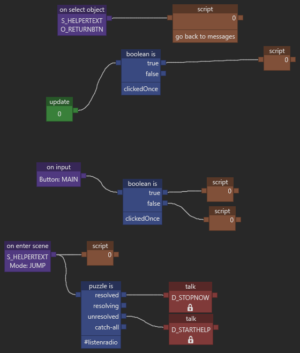 on select object
S_HELPERTEXT
O_RETURNBTN
script
0
go back to messages
boolean is
true
false
clickedOnce
script
0
update
0
on input
Button: MAIN
boolean is
true
false
clickedOnce
script
0
script
0
on enter scene
S_HELPERTEXT
Mode: JUMP
script
0
puzzle is
resolved
resolving
unresolved
catch-all
#listenradio
talk
D_STOPNOW
talk
D_STARTHELP